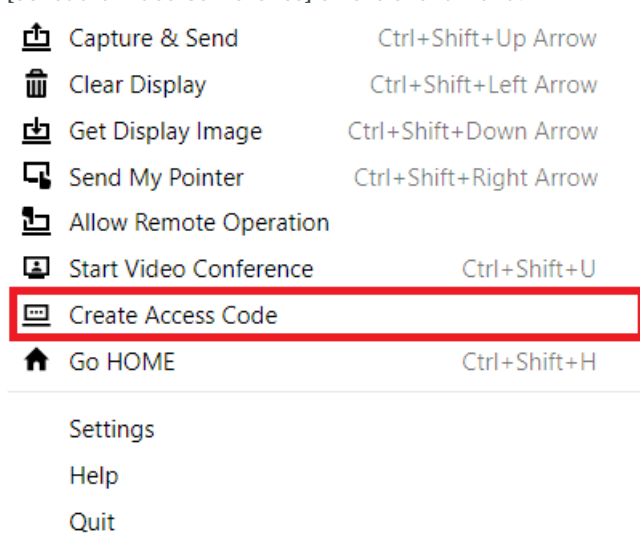 Capture & Send Ctrl+Shift+Up Arrow
Clear Display Ctrl+Shift+Left Arrow
Get Display Image Ctrl+Shift+Down Arrow
Send My Pointer Ctrl+Shift+Right Arrow
Allow Remote Operation
Start Video Conference Ctrl+Shift+U
Create Access Code
Go HOME Ctrl+Shift+H
Settings
Help
Quit